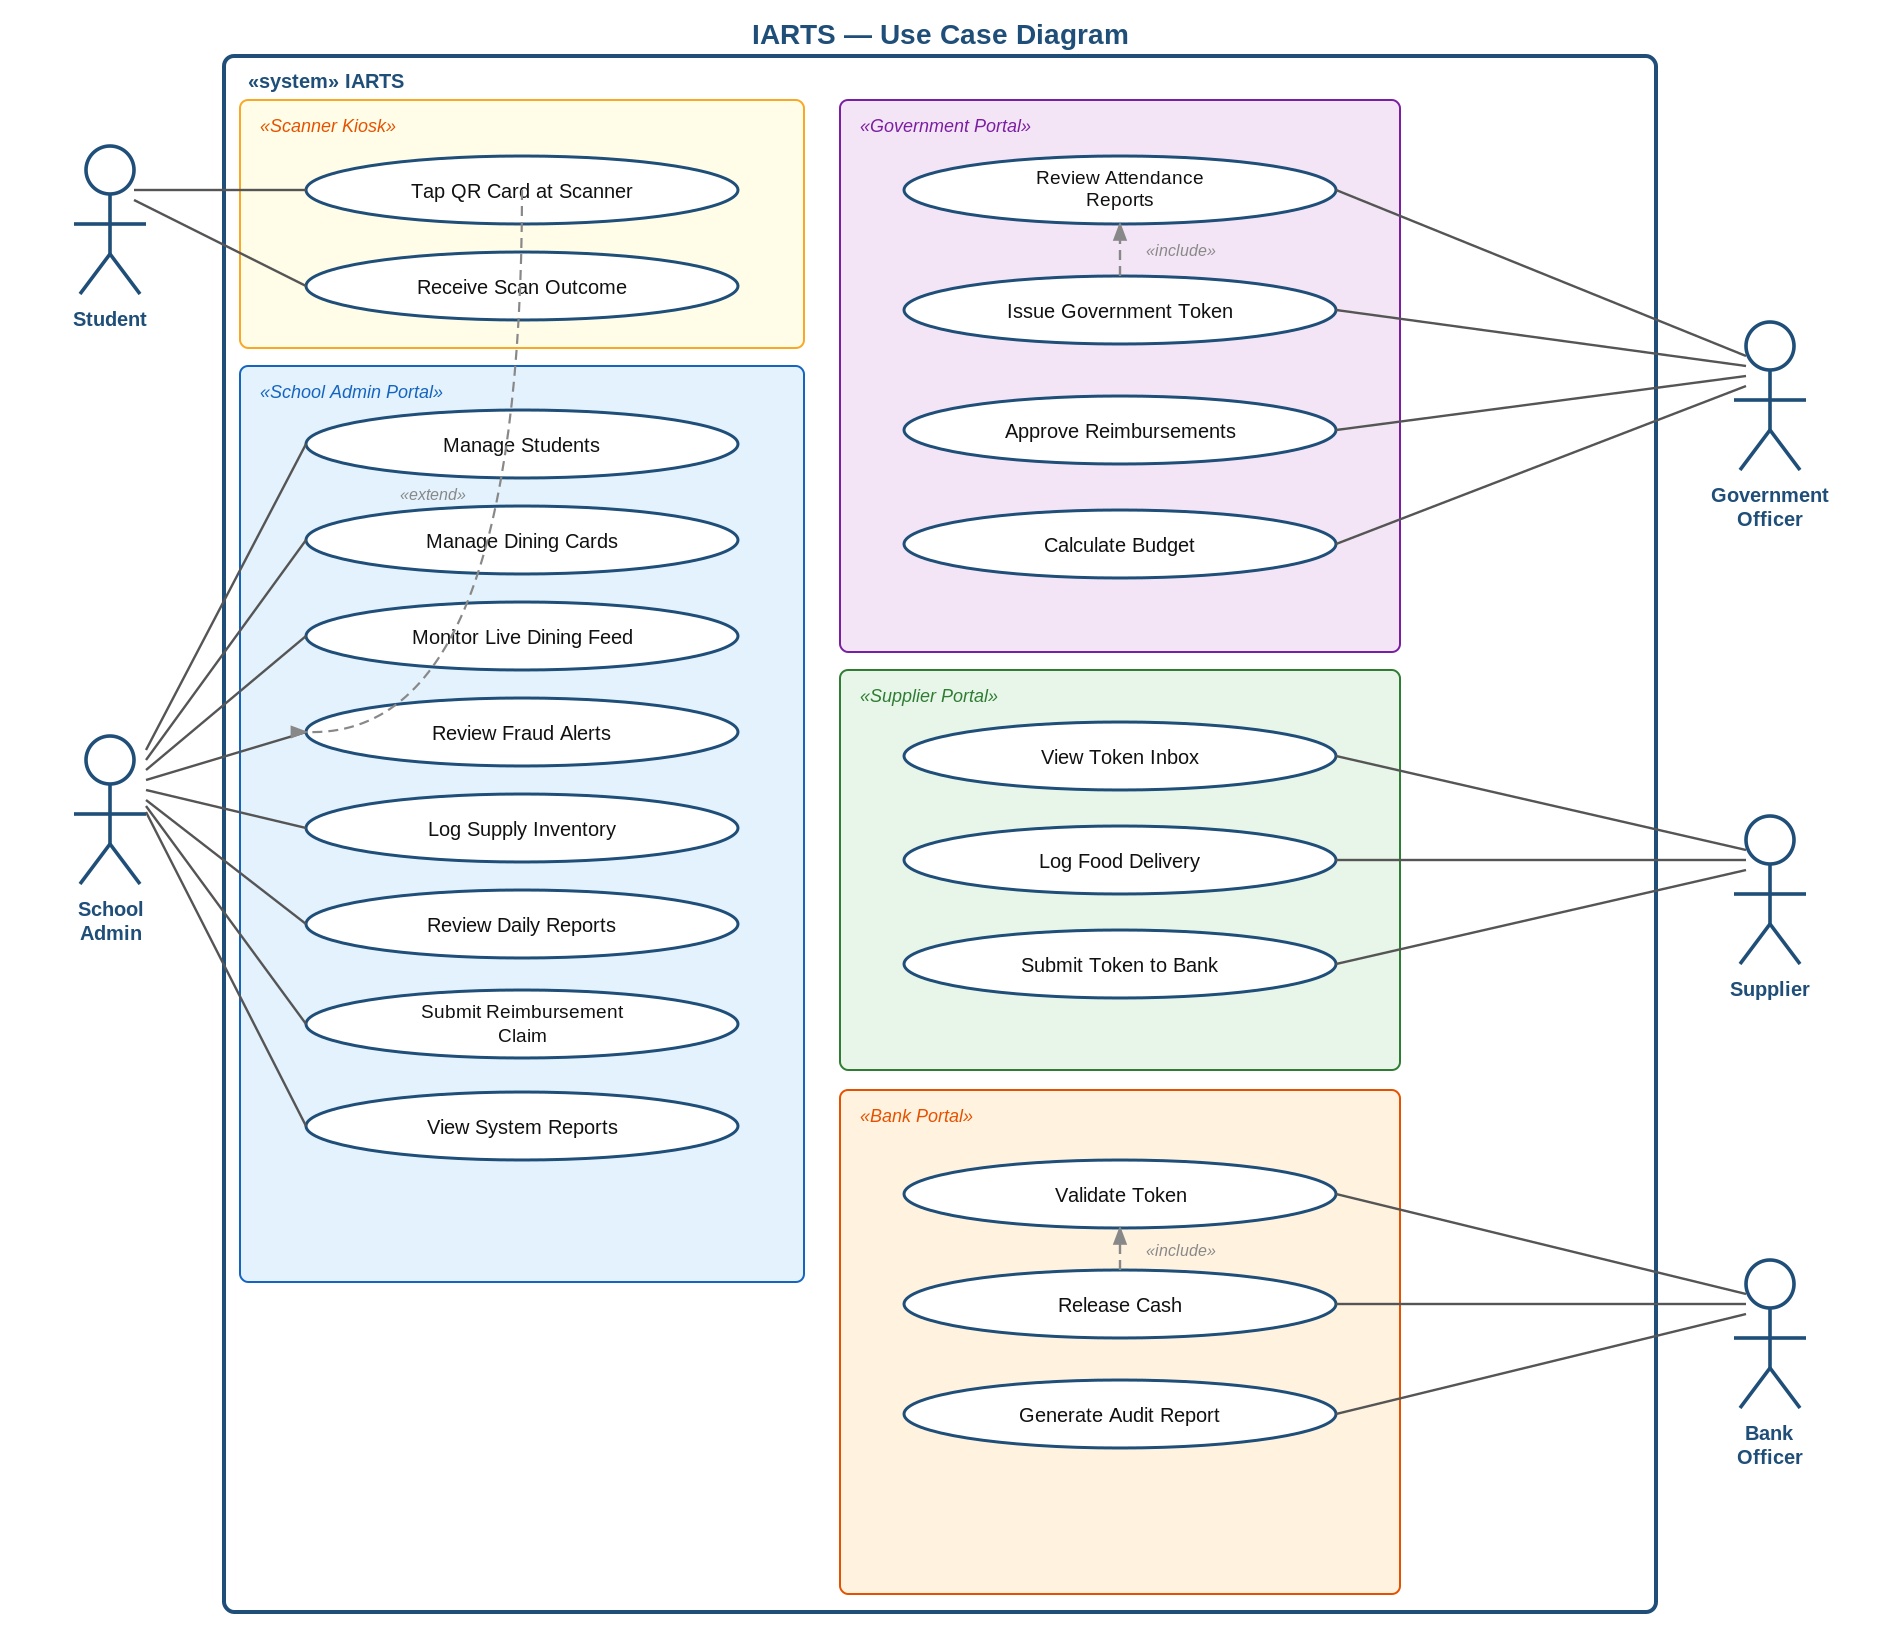 IARTS — Use Case Diagram
«system» IARTS
«Scanner Kiosk»
Tap QR Card at Scanner
Receive Scan Outcome
Student
«School Admin Portal»
Manage Students
«extend»
Manage Dining Cards
Monitor Live Dining Feed
Review Fraud Alerts
Log Supply Inventory
Review Daily Reports
Submit Reimbursement
Claim
View System Reports
School
Admin
«Government Portal»
Review Attendance
Reports
«include»
Issue Government Token
Approve Reimbursements
Calculate Budget
Government
Officer
«Supplier Portal»
View Token Inbox
Log Food Delivery
Submit Token to Bank
Supplier
«Bank Portal»
Validate Token
«include»
Release Cash
Generate Audit Report
Bank
Officer